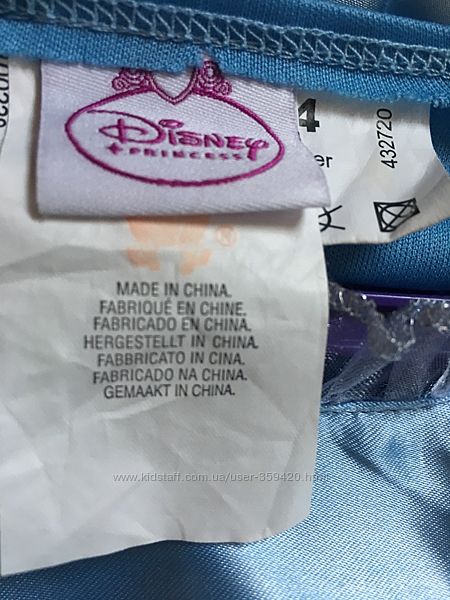 Disney
PRINCESS
4
er
432720
MADE IN CHINA.
FABRIQUÉ EN CHINE.
FABRICADO EN CHINA.
HERGESTELLT IN CHINA.
FABBRICATO IN CINA.
FABRICADO NA CHINA.
GEMAAKT IN CHINA.
www.kidstaff.com.ua/user-359420.html